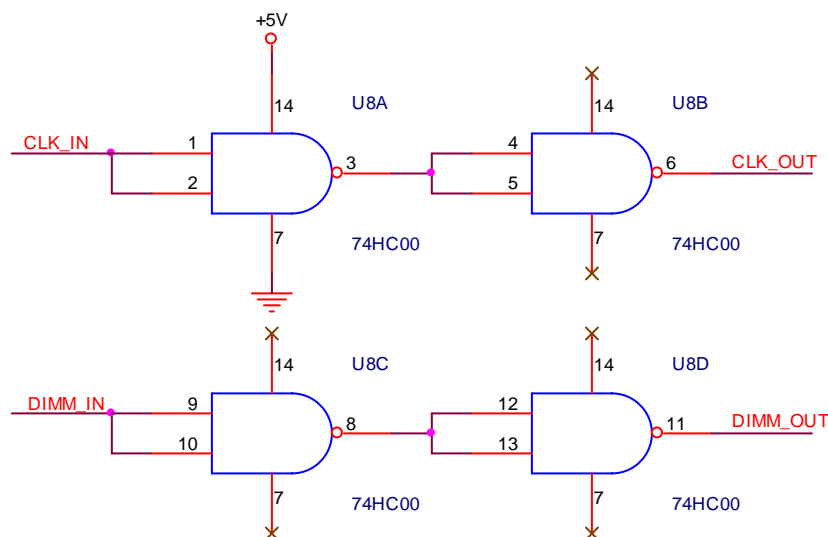 +5V
14 U8A 14 U8B
CLK_IN 1 3 4 6 CLK_OUT
2 5
7 7
74HC00 74HC00
14 U8C 14 U8D
DIMM_IN 9 8 12 11 DIMM_OUT
10 13
7 7
74HC00 74HC00